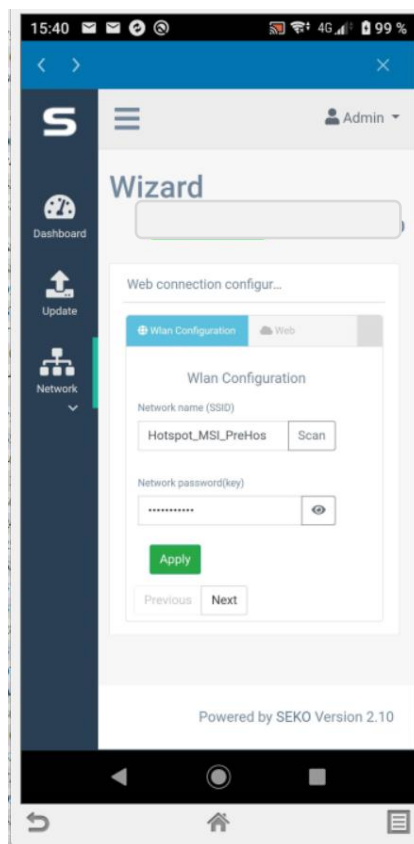 15:40 4G 99 %
S
Admin
Wizard
Dashboard
Web connection configur...
Update
Wlan Configuration Web
Wlan Configuration
Network
Network name (SSID)
Hotspot_MSI_PreHos Scan
Network password(key)
•••••••••••
Apply
Previous Next
Powered by SEKO Version 2.10